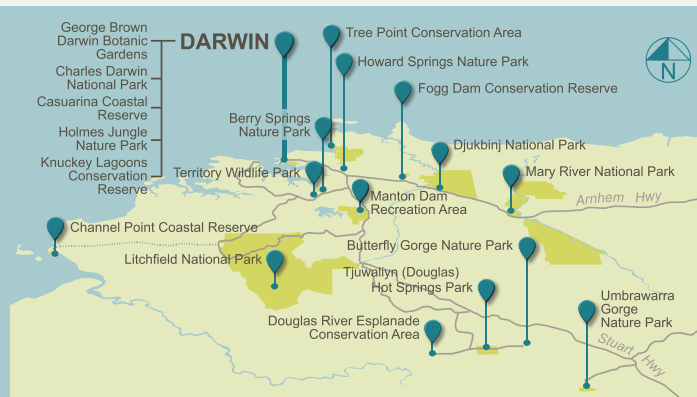 George Brown
Darwin Botanic
Gardens
Charles Darwin
National Park
Casuarina Coastal
Reserve
Holmes Jungle
Nature Park
Knuckey Lagoons
Conservation
Reserve
DARWIN
Tree Point Conservation Area
Howard Springs Nature Park
N
Fogg Dam Conservation Reserve
Berry Springs
Nature Park
Djukbinj National Park
Territory Wildlife Park
Mary River National Park
Manton Dam
Recreation Area
Arnhem Hwy
Channel Point Coastal Reserve
Butterfly Gorge Nature Park
Litchfield National Park
Tjuwaliyn (Douglas)
Hot Springs Park
Umbrawarra
Gorge
Nature Park
Douglas River Esplanade
Conservation Area
Stuart Hwy